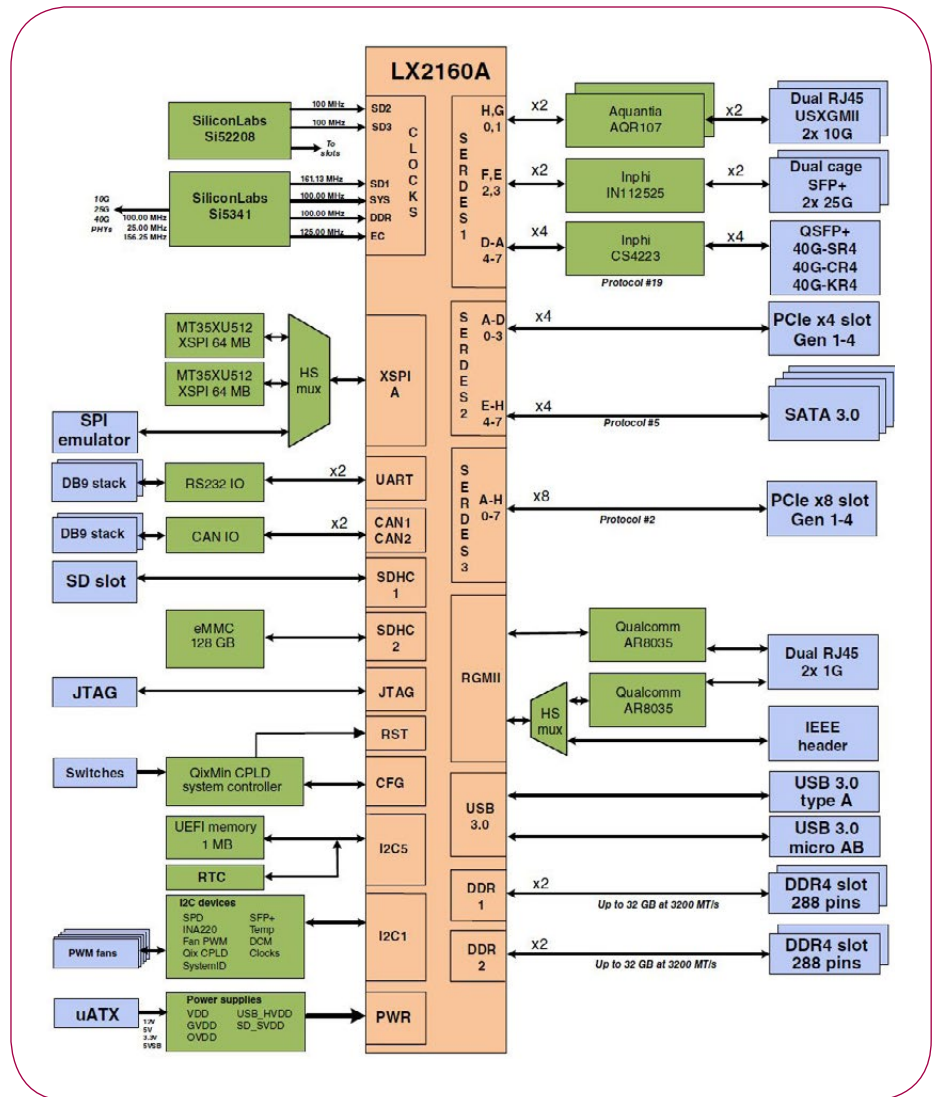 LX2160A
SiliconLabs
Si52208
100 MHz
100 MHz
To
slots
SD2
SD3
C
L
O
C
K
S
SiliconLabs
Si5341
161.13 MHz
100.00 MHz
100.00 MHz
125.00 MHz
SD1
SYS
DDR
EC
10G
25G
40G
PHYs
100.00 MHz
25.00 MHz
156.25 MHz
MT35XU512
XSPI 64 MB
MT35XU512
XSPI 64 MB
HS
mux
XSPI
A
SPI
emulator
DB9 stack
RS232 IO
x2
UART
DB9 stack
CAN IO
x2
CAN1
CAN2
SD slot
SDHC
1
eMMC
128 GB
SDHC
2
JTAG
JTAG
RST
Switches
QixMin CPLD
system controller
CFG
UEFI memory
1 MB
I2C5
RTC
I2C devices
SPD SFP+
INA220 Temp
Fan PWM DCM
Qix CPLD Clocks
SystemID
PWM fans
I2C1
uATX
12V
5V
3.3V
5VSB
Power supplies
VDD USB_HVDD
GVDD SD_SVDD
OVDD
PWR
S
E
R
D
E
S
1
H,G
0,1
x2
Aquantia
AQR107
x2
Dual RJ45
USXGMII
2x 10G
F,E
2,3
x2
Inphi
IN112525
x2
Dual cage
SFP+
2x 25G
D-A
4-7
x4
Inphi
CS4223
x4
Protocol #19
QSFP+
40G-SR4
40G-CR4
40G-KR4
S
E
R
D
E
S
2
A-D
0-3
x4
PCIe x4 slot
Gen 1-4
E-H
4-7
x4
Protocol #5
SATA 3.0
S
E
R
D
E
S
3
A-H
0-7
x8
Protocol #2
PCIe x8 slot
Gen 1-4
RGMII
Qualcomm
AR8035
HS
mux
Qualcomm
AR8035
Dual RJ45
2x 1G
IEEE
header
USB
3.0
USB 3.0
type A
USB 3.0
micro AB
DDR
1
x2
Up to 32 GB at 3200 MT/s
DDR4 slot
288 pins
DDR
2
x2
Up to 32 GB at 3200 MT/s
DDR4 slot
288 pins